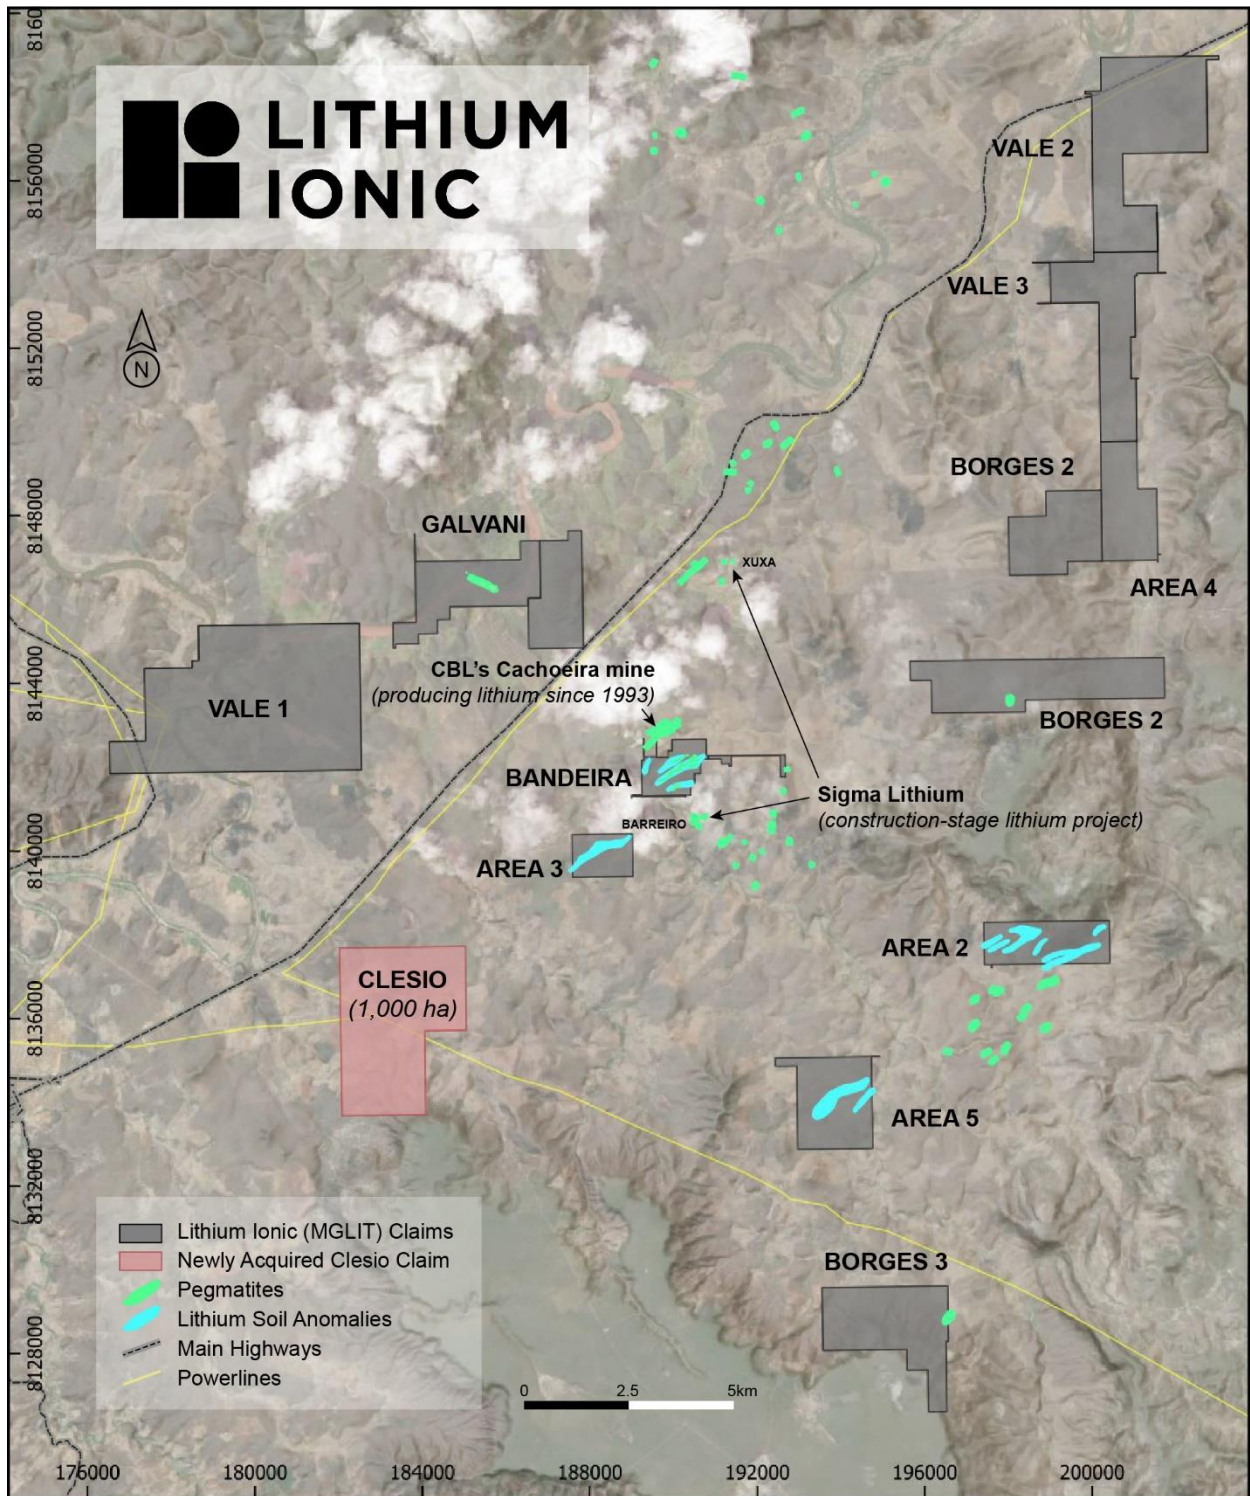 LITHIUM
IONIC
N
VALE 2
VALE 3
BORGES 2
AREA 4
GALVANI
XUXA
CBL's Cachoeira mine
(producing lithium since 1993)
VALE 1
BORGES 2
BANDEIRA
Sigma Lithium
(construction-stage lithium project)
BARREIRO
AREA 3
AREA 2
CLESIO
(1,000 ha)
AREA 5
BORGES 3
Lithium Ionic (MGLIT) Claims
Newly Acquired Clesio Claim
Pegmatites
Lithium Soil Anomalies
Main Highways
Powerlines
0 2.5 5km
8160
8156000
8152000
8148000
8144000
8140000
8136000
8132000
8128000
176000 180000 184000 188000 192000 196000 200000